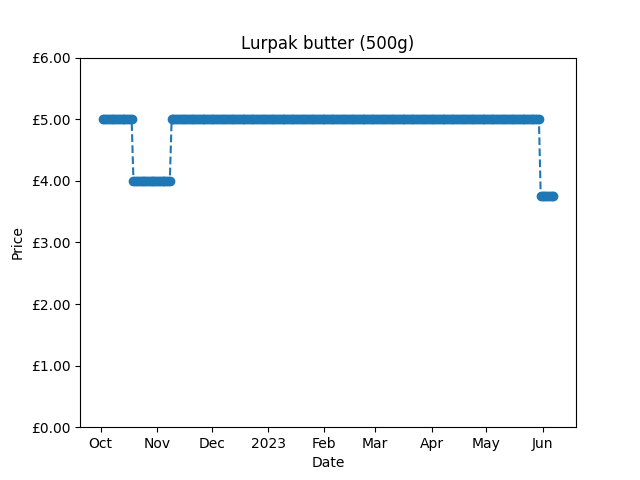 Lurpak butter (500g)
£6.00
£5.00
£4.00
£3.00
£2.00
£1.00
£0.00
Price
Oct Nov Dec 2023 Feb Mar Apr May Jun
Date